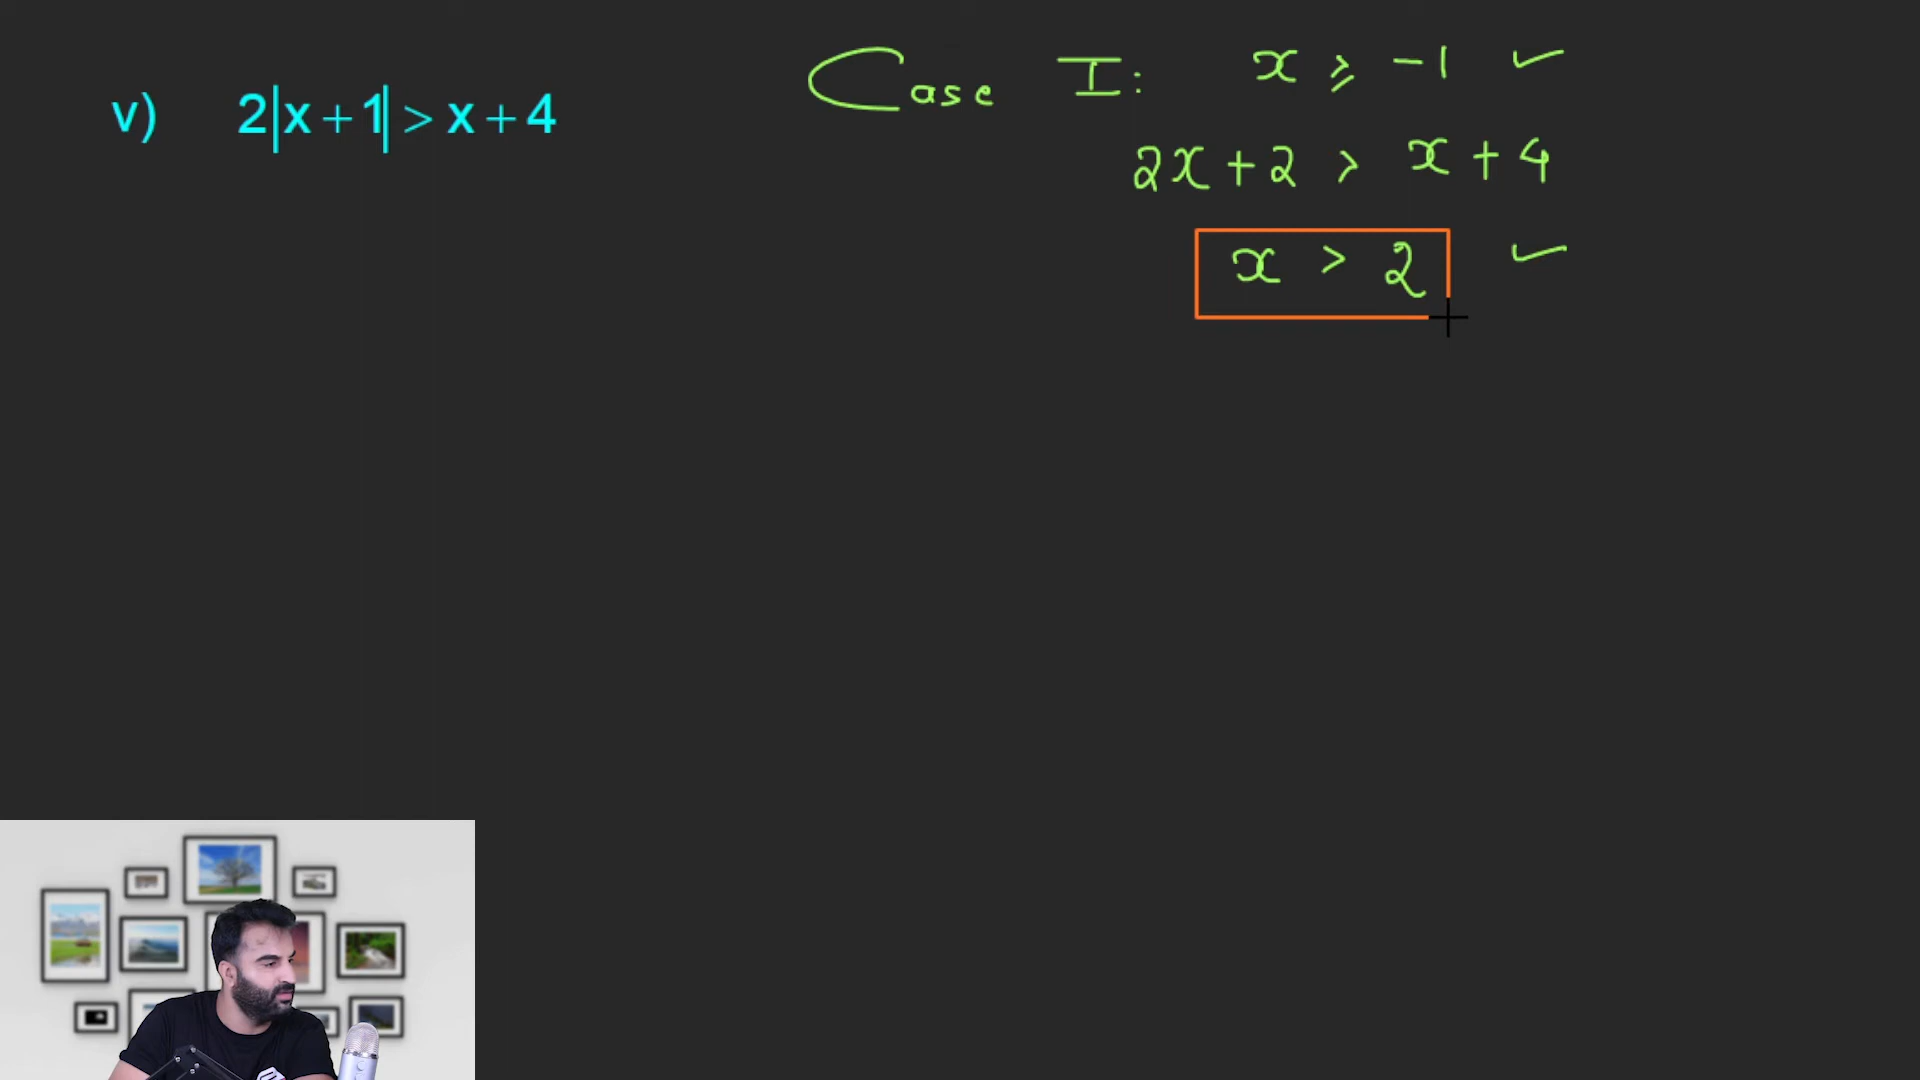 v) 2|x+1| > x+4
Case I: x ⩾ -1 ✓
2x+2 > x+4
x > 2 ✓